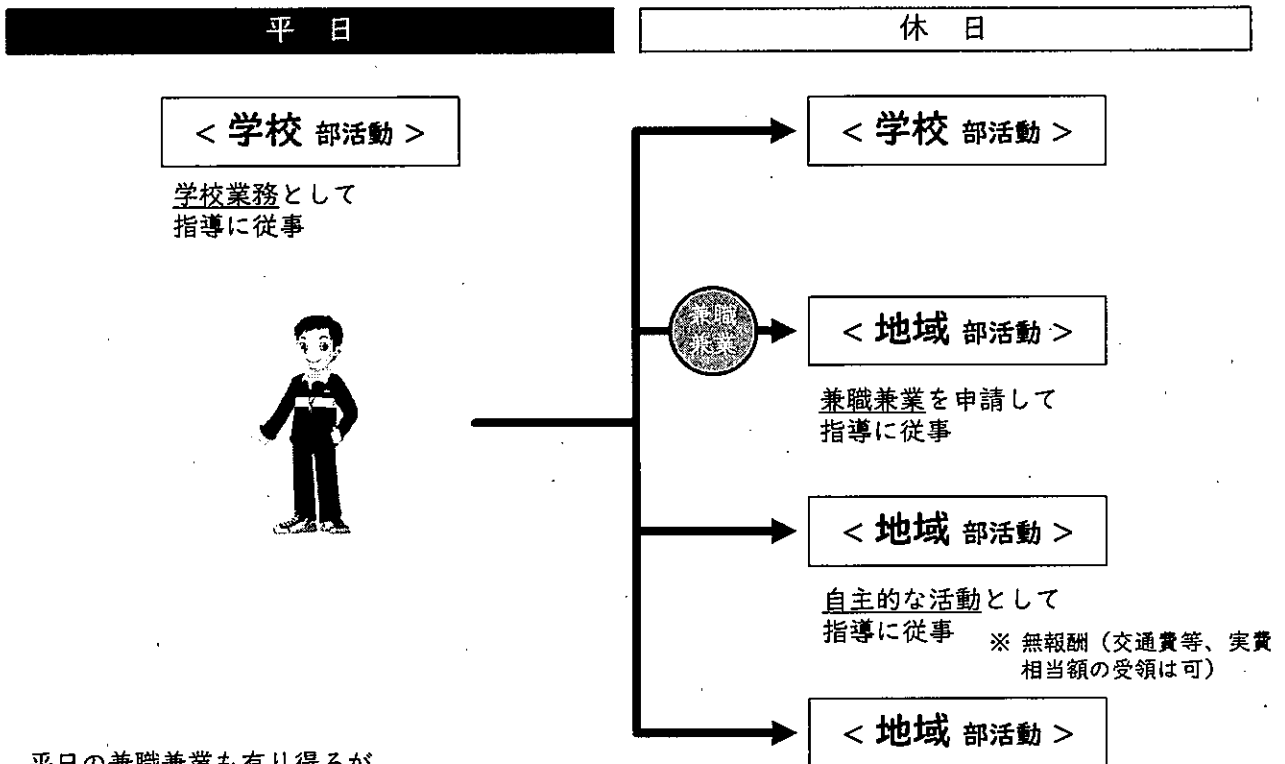 平 日
休 日
< 学校 部活動 >
学校業務として
指導に従事
< 学校 部活動 >
兼職
兼業
< 地域 部活動 >
兼職兼業を申請して
指導に従事
< 地域 部活動 >
自主的な活動として
指導に従事
※ 無報酬（交通費等、実費
相当額の受領は可）
< 地域 部活動 >
平日の兼職兼業も有り得るが